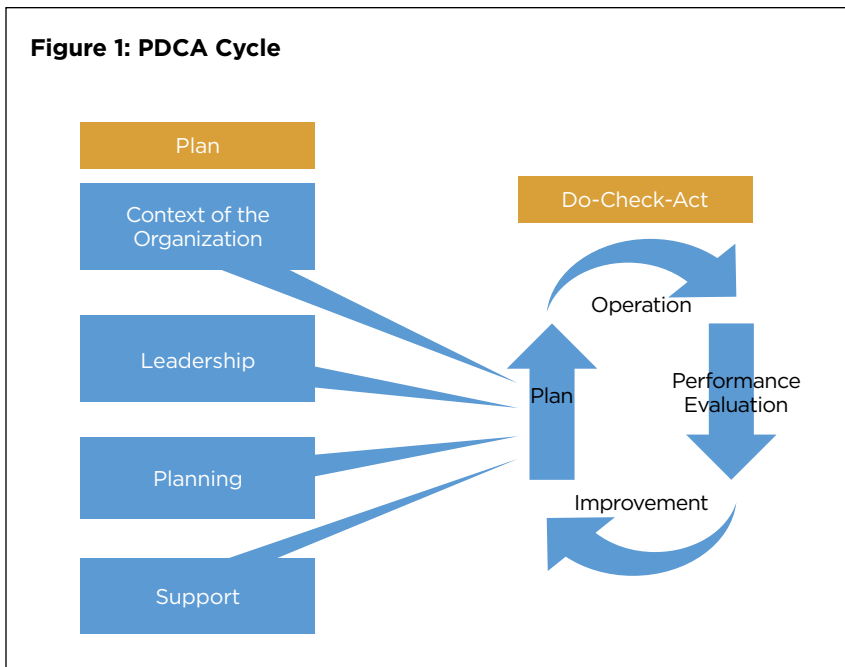 Figure 1: PDCA Cycle
Plan
Context of the
Organization
Leadership
Planning
Support
Do-Check-Act
Operation
Plan
Performance
Evaluation
Improvement